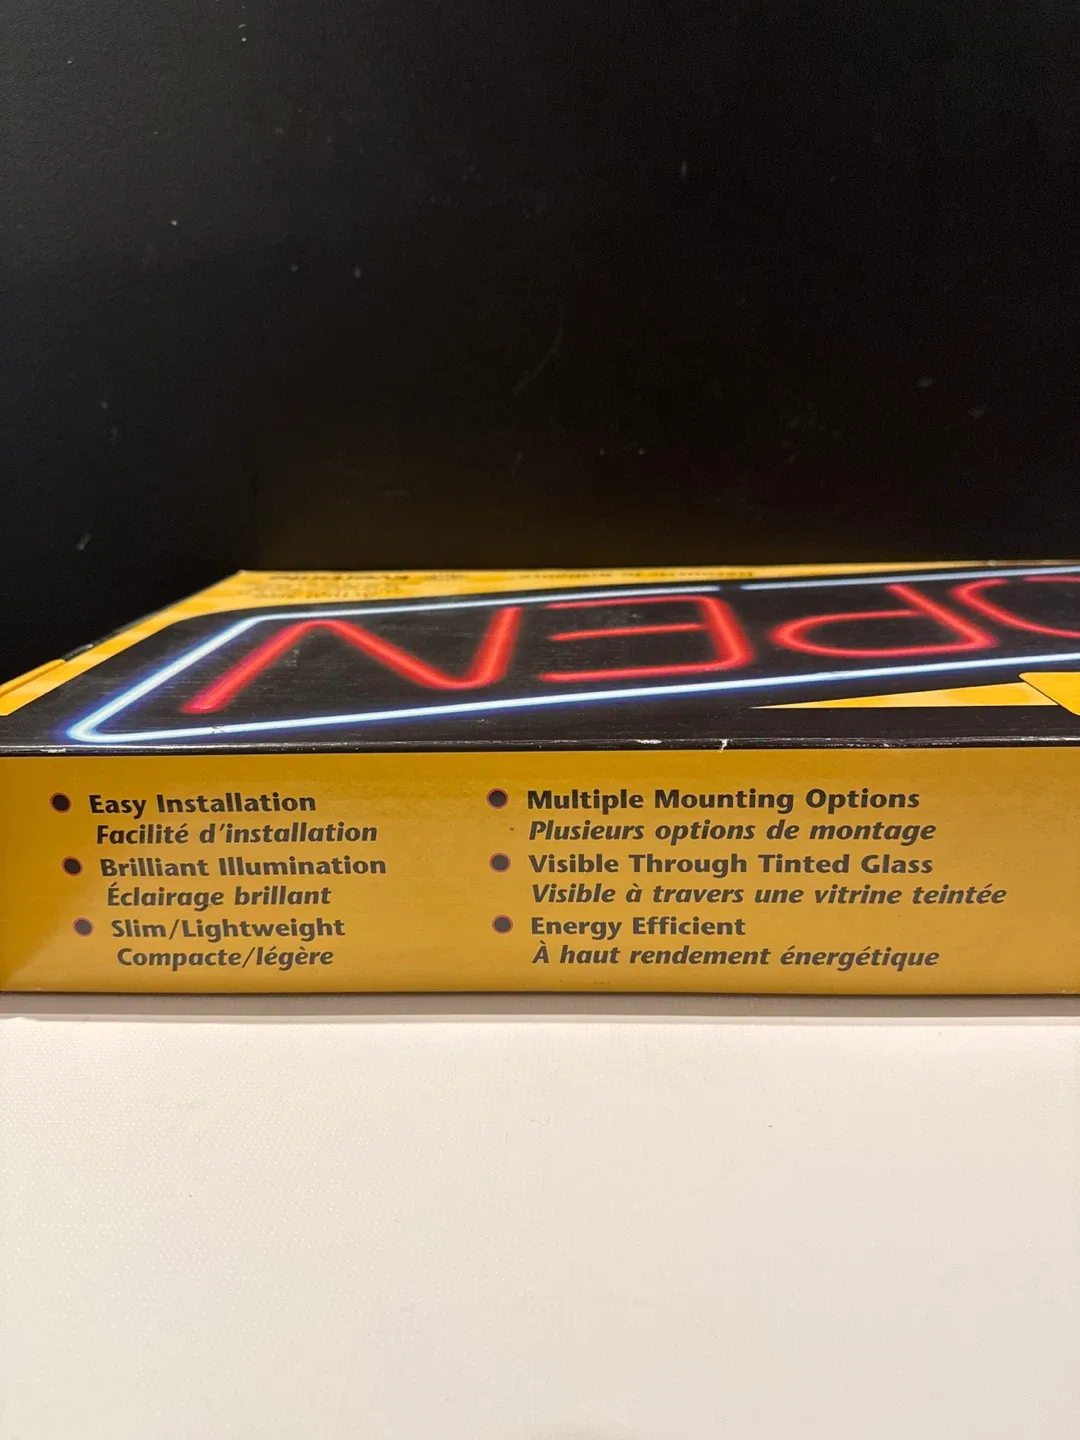 OPEN
Easy Installation
Facilité d'installation
Brilliant Illumination
Éclairage brillant
Slim/Lightweight
Compacte/légère
Multiple Mounting Options
Plusieurs options de montage
Visible Through Tinted Glass
Visible à travers une vitrine teintée
Energy Efficient
À haut rendement énergétique